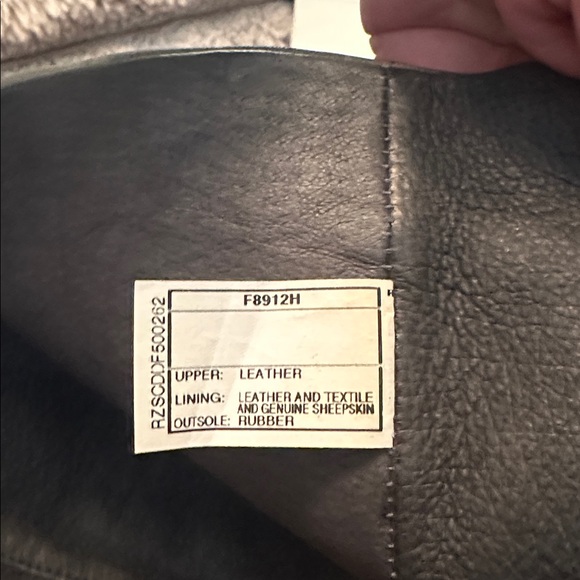 F8912H
UPPER: LEATHER
LINING: LEATHER AND TEXTILE
AND GENUINE SHEEPSKIN
OUTSOLE: RUBBER
RZSCDDF500262